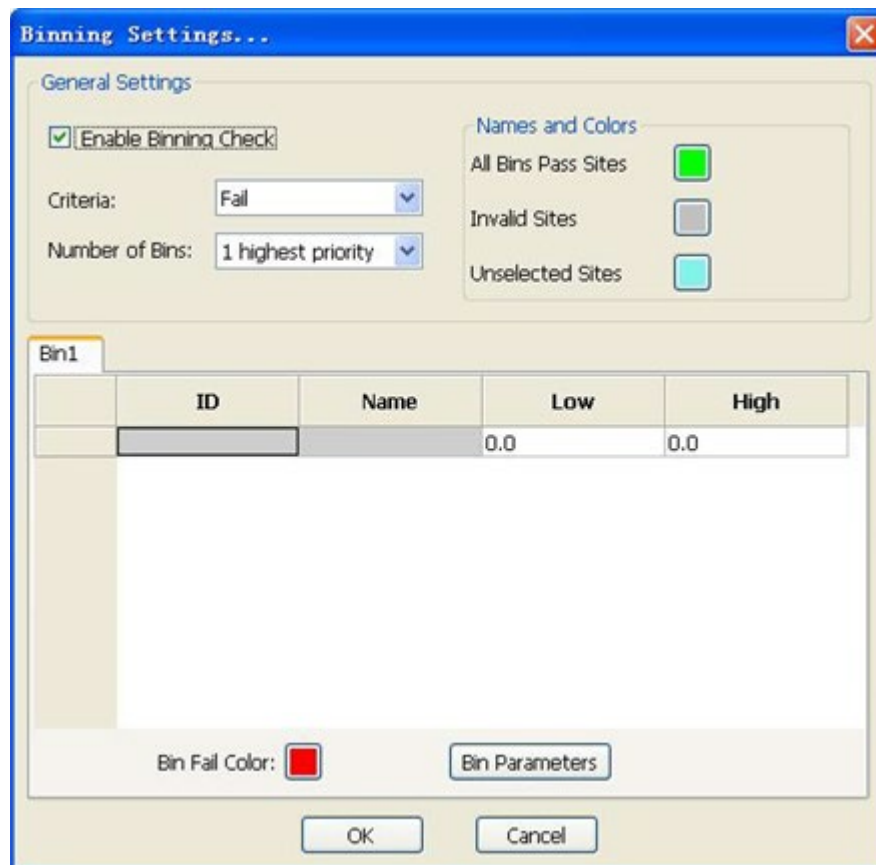 Binning Settings...
General Settings
Enable Binning Check
Criteria: Fail
Number of Bins: 1 highest priority
Names and Colors
All Bins Pass Sites
Invalid Sites
Unselected Sites
Bin1
ID Name Low High
0.0 0.0
Bin Fail Color: Bin Parameters
OK Cancel